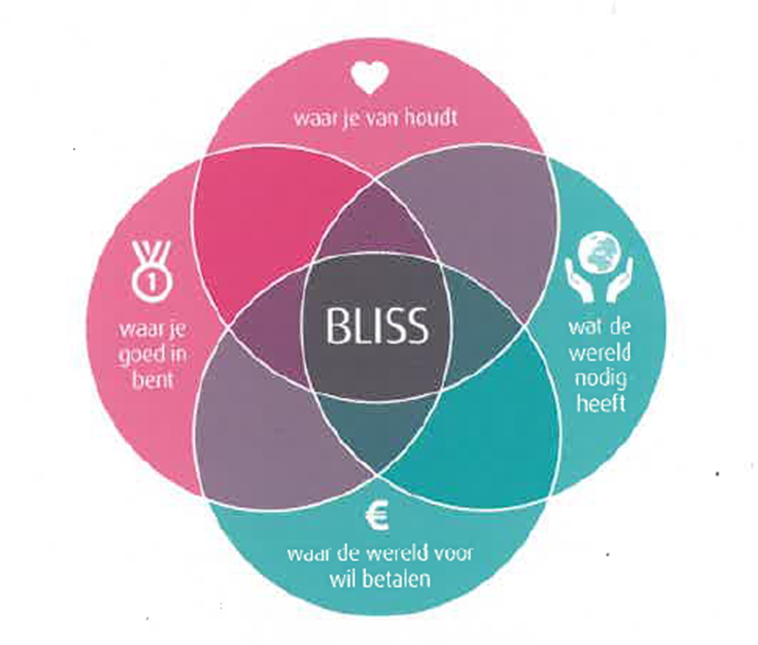 waar je van houdt
1
waar je
goed in
bent
BLISS
wat de
wereld
nodig
heeft
€
waar de wereld voor
wil betalen